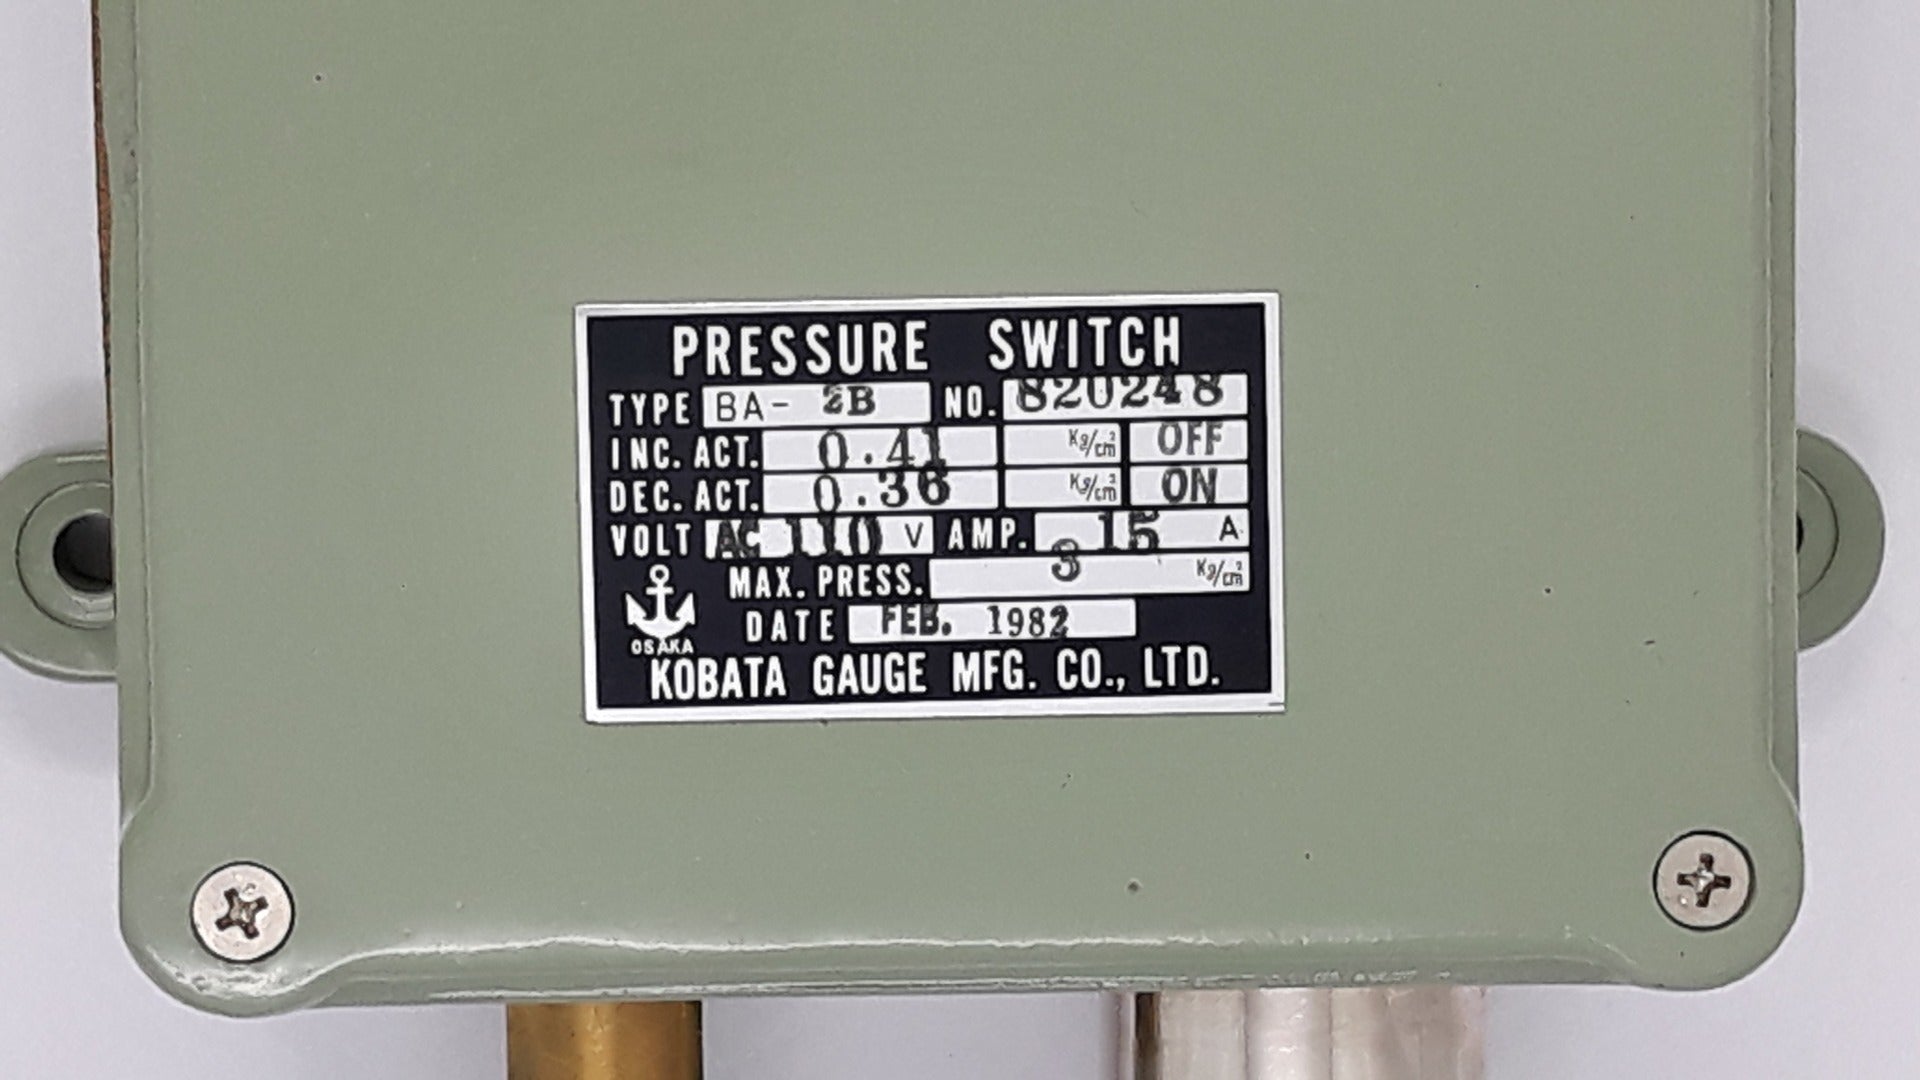 PRESSURE SWITCH
TYPE BA- 2B NO. 820248
INC. ACT. 0.41 Kg/cm² OFF
DEC. ACT. 0.36 Kg/cm² ON
VOLT AC 110 V AMP. 15 A
MAX. PRESS. 3 Kg/cm²
DATE FEB. 1982
OSAKA
KOBATA GAUGE MFG. CO., LTD.